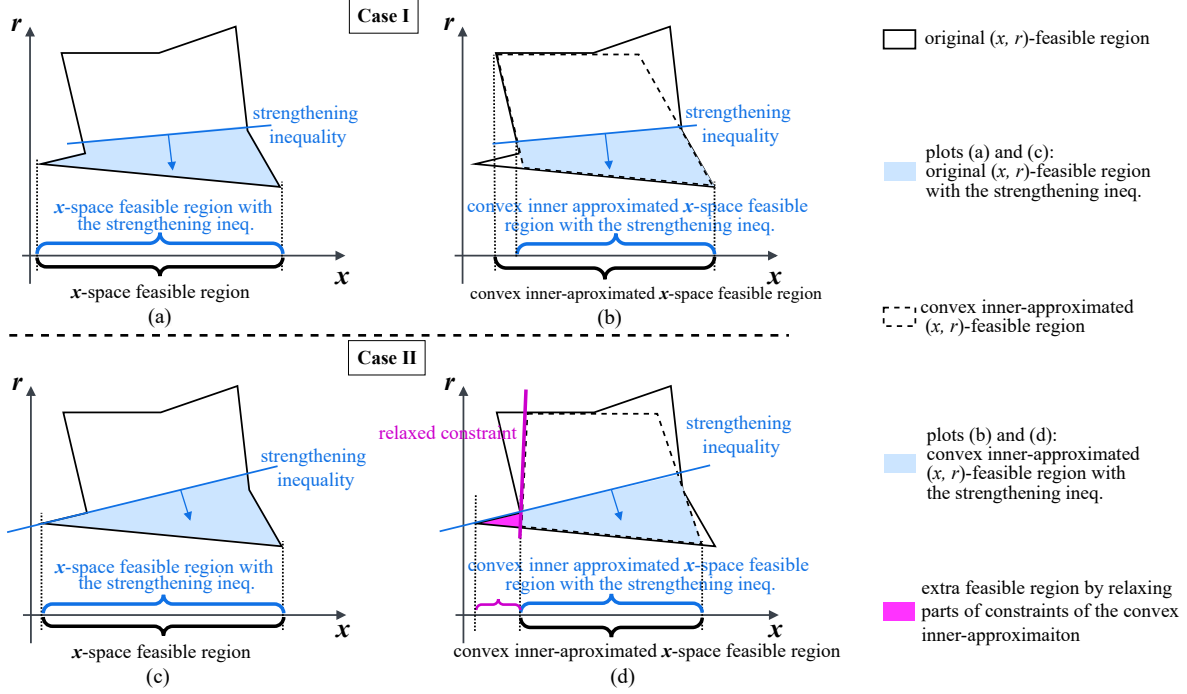 Case I
r
strengthening
inequality
x-space feasible region with
the strengthening ineq.
x
x-space feasible region
(a)
r
strengthening
inequality
convex inner approximated x-space feasible
region with the strengthening ineq.
x
convex inner-aproximated x-space feasible region
(b)
Case II
r
strengthening
inequality
x-space feasible region with
the strengthening ineq.
x
x-space feasible region
(c)
r
relaxed constraint
strengthening
inequality
convex inner approximated x-space feasible
region with the strengthening ineq.
x
convex inner-aproximated x-space feasible region
(d)
original (x, r)-feasible region
plots (a) and (c):
original (x, r)-feasible region
with the strengthening ineq.
convex inner-approximated
(x, r)-feasible region
plots (b) and (d):
convex inner-approximated
(x, r)-feasible region with
the strengthening ineq.
extra feasible region by relaxing
parts of constraints of the convex
inner-approximaiton